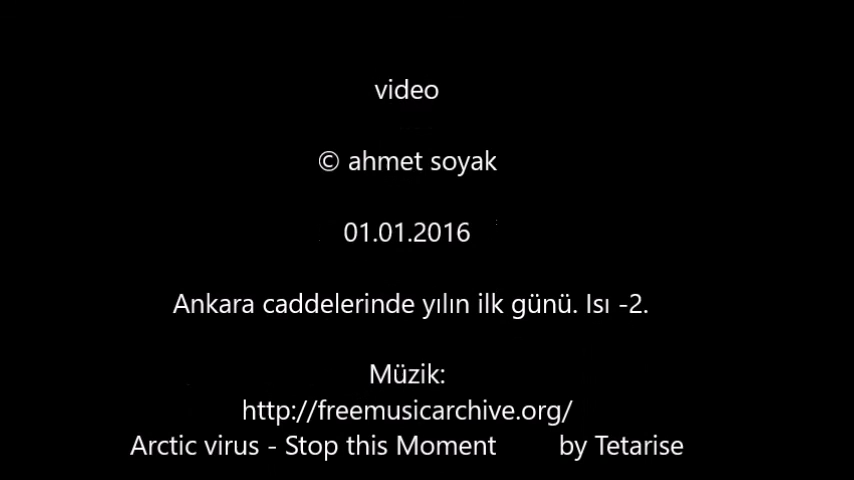 video
© ahmet soyak
01.01.2016
Ankara caddelerinde yılın ilk günü. Isı -2.
Müzik:
http://freemusicarchive.org/
Arctic virus - Stop this Moment by Tetarise